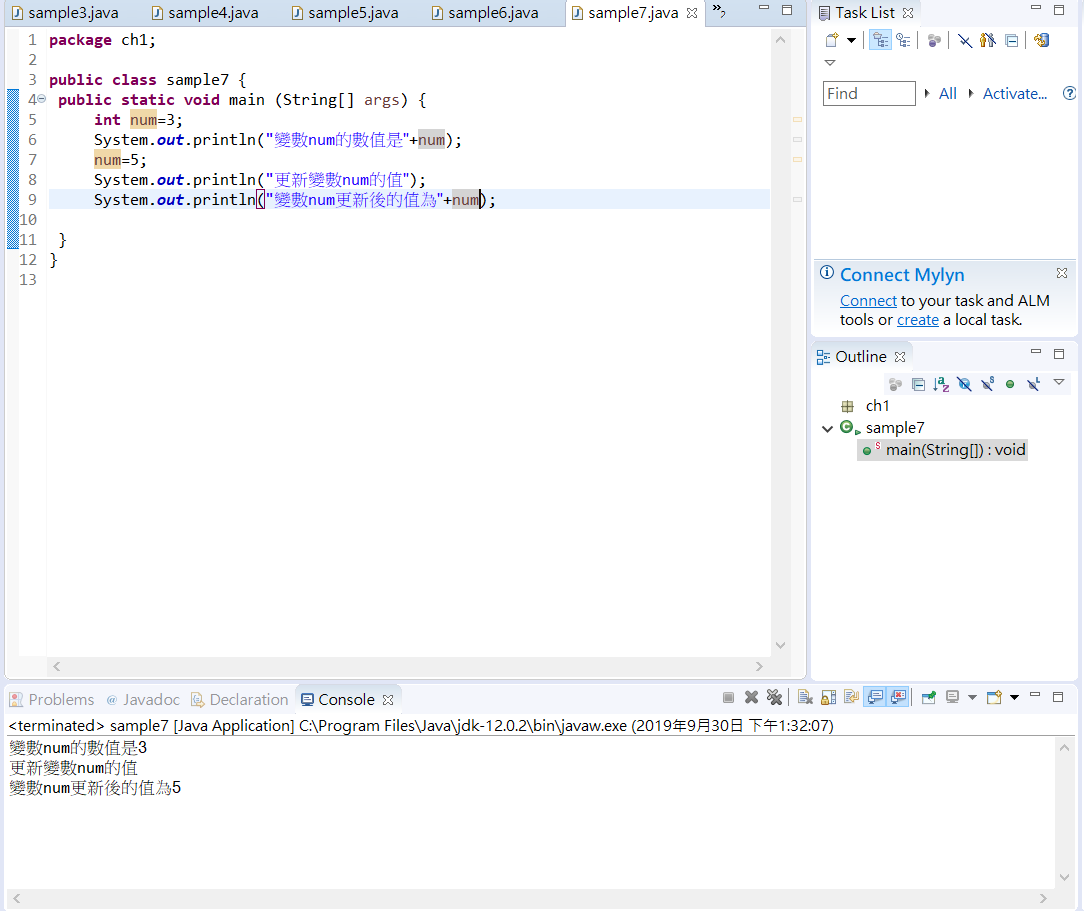 sample3.java sample4.java sample5.java sample6.java sample7.java »2
1 package ch1;
2
3 public class sample7 {
4 public static void main (String[] args) {
5 int num=3;
6 System.out.println("變數num的數值是"+num);
7 num=5;
8 System.out.println("更新變數num的值");
9 System.out.println("變數num更新後的值為"+num);
10
11 }
12 }
13
Task List
Find All Activate...
Connect Mylyn
Connect to your task and ALM
tools or create a local task.
Outline
ch1
sample7
main(String[]) : void
Problems @ Javadoc Declaration Console
<terminated> sample7 [Java Application] C:\Program Files\Java\jdk-12.0.2\bin\javaw.exe (2019年9月30日 下午1:32:07)
變數num的數值是3
更新變數num的值
變數num更新後的值為5